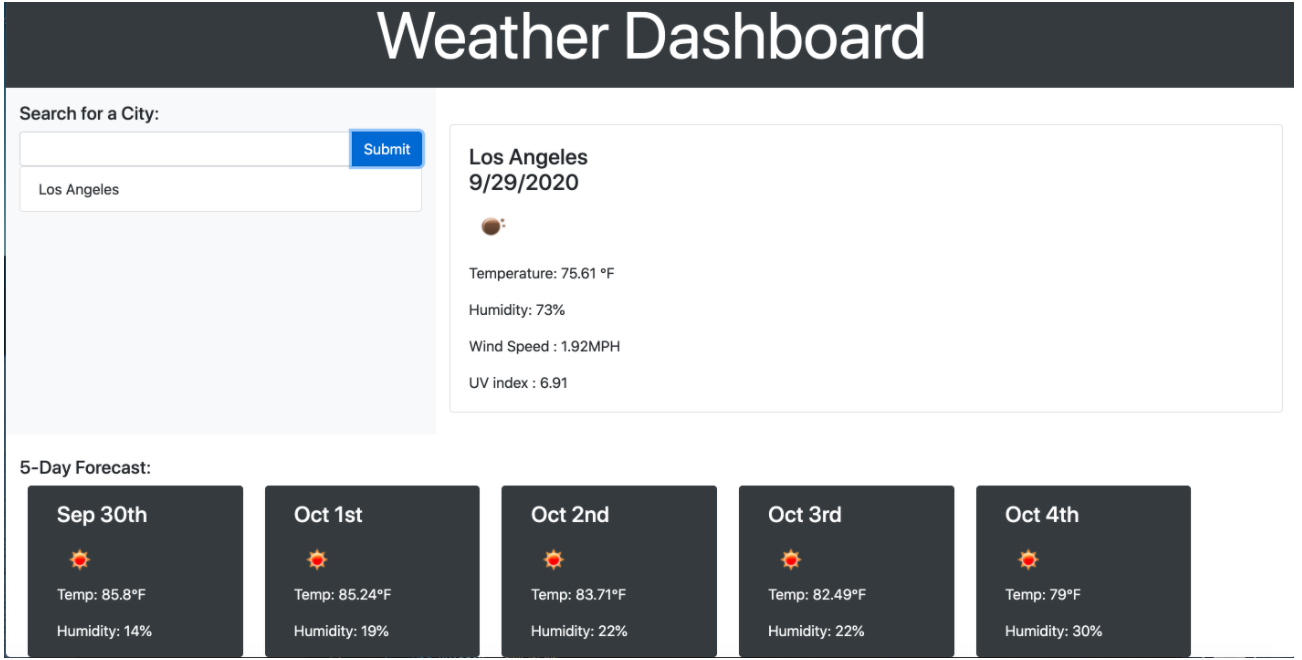 Weather Dashboard
Search for a City:
Submit
Los Angeles
Los Angeles
9/29/2020
Temperature: 75.61 °F
Humidity: 73%
Wind Speed : 1.92MPH
UV index : 6.91
5-Day Forecast:
Sep 30th
Temp: 85.8°F
Humidity: 14%
Oct 1st
Temp: 85.24°F
Humidity: 19%
Oct 2nd
Temp: 83.71°F
Humidity: 22%
Oct 3rd
Temp: 82.49°F
Humidity: 22%
Oct 4th
Temp: 79°F
Humidity: 30%